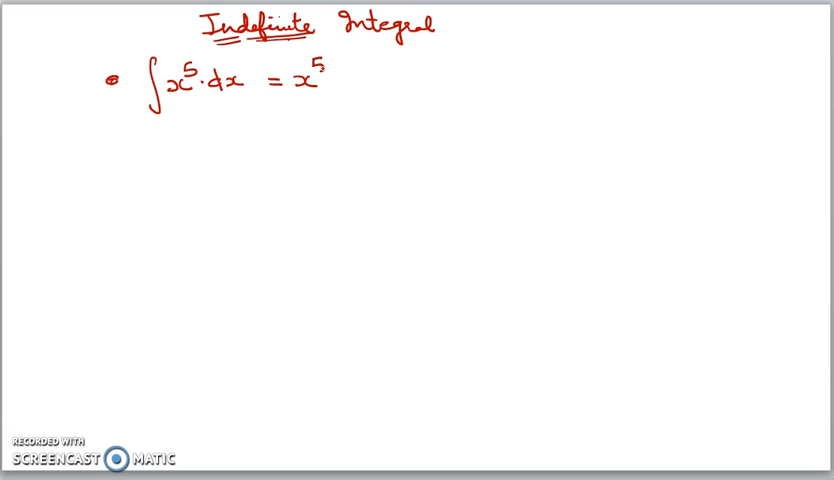 Indefinite Integral
• ∫x⁵.dx = x⁵
RECORDED WITH
SCREENCAST MATIC